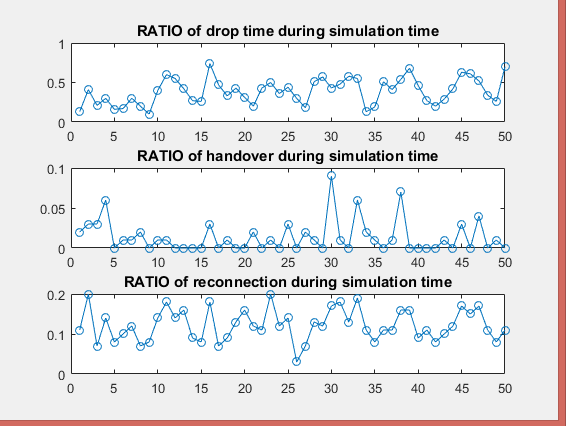 RATIO of drop time during simulation time
1
0.5
0
0 5 10 15 20 25 30 35 40 45 50
RATIO of handover during simulation time
0.1
0.05
0
0 5 10 15 20 25 30 35 40 45 50
RATIO of reconnection during simulation time
0.2
0.1
0
0 5 10 15 20 25 30 35 40 45 50